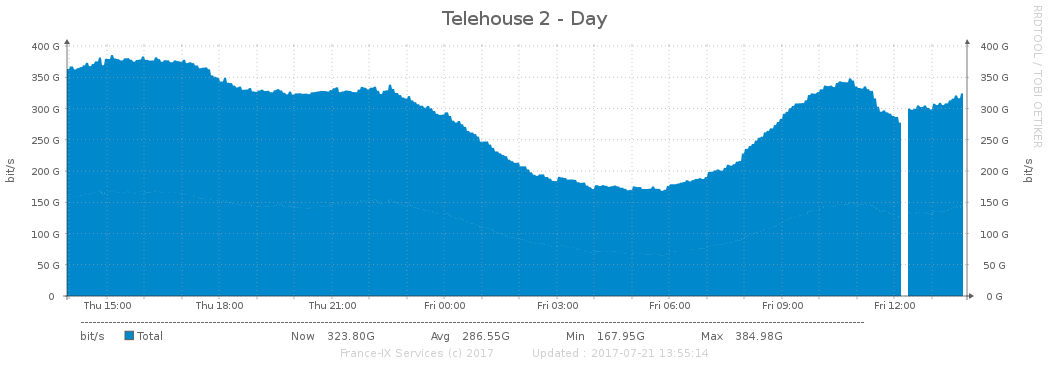 Telehouse 2 - Day
RRDTOOL / TOBI OETIKER
400 G 400 G
350 G 350 G
300 G 300 G
250 G 250 G
200 G 200 G
150 G 150 G
100 G 100 G
50 G 50 G
0 0 G
bit/s bit/s
Thu 15:00 Thu 18:00 Thu 21:00 Fri 00:00 Fri 03:00 Fri 06:00 Fri 09:00 Fri 12:00
bit/s Total Now 323.80G Avg 286.55G Min 167.95G Max 384.98G
France-IX Services (c) 2017 Updated : 2017-07-21 13:55:14